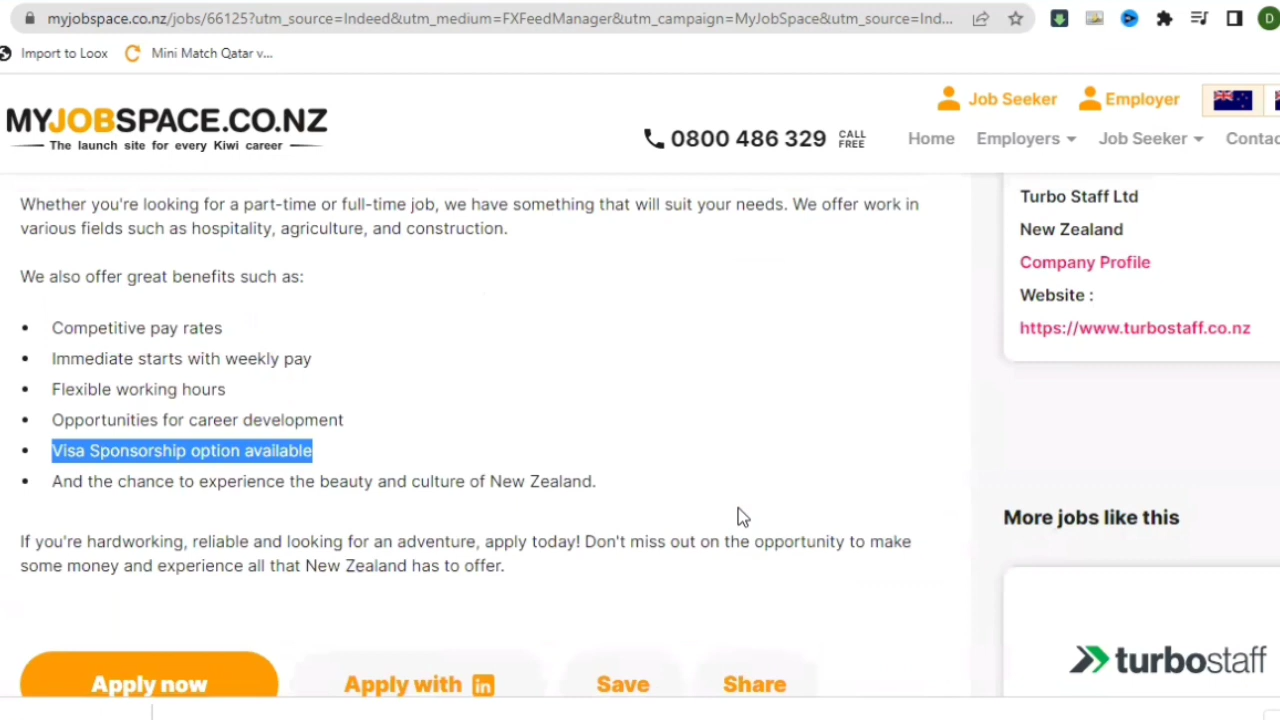 myjobspace.co.nz/jobs/66125?utm_source=Indeed&utm_medium=FXFeedManager&utm_campaign=MyJobSpace&utm_source=Ind...
D
Import to Loox
Mini Match Qatar v...
MYJOBSPACE.CO.NZ
The launch site for every Kiwi career
Job Seeker
Employer
0800 486 329 CALL FREE
Home
Employers
Job Seeker
Contac
Whether you're looking for a part-time or full-time job, we have something that will suit your needs. We offer work in
various fields such as hospitality, agriculture, and construction.
We also offer great benefits such as:
• Competitive pay rates
• Immediate starts with weekly pay
• Flexible working hours
• Opportunities for career development
• Visa Sponsorship option available
• And the chance to experience the beauty and culture of New Zealand.
If you're hardworking, reliable and looking for an adventure, apply today! Don't miss out on the opportunity to make
some money and experience all that New Zealand has to offer.
Apply now
Apply with in
Save
Share
Turbo Staff Ltd
New Zealand
Company Profile
Website :
https://www.turbostaff.co.nz
More jobs like this
turbostaff